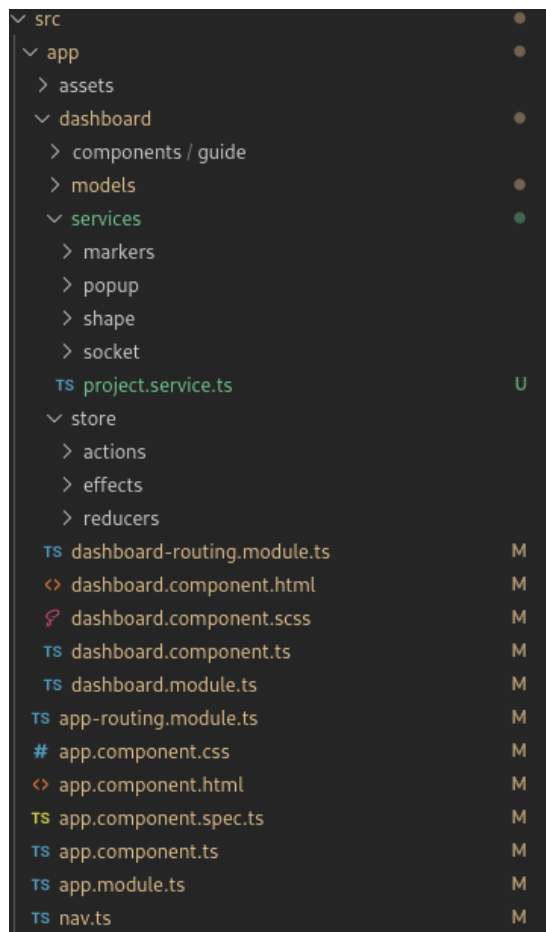 src
app
assets
dashboard
components / guide
models
services
markers
popup
shape
socket
TS project.service.ts U
store
actions
effects
reducers
TS dashboard-routing.module.ts M
<> dashboard.component.html M
dashboard.component.scss M
TS dashboard.component.ts M
TS dashboard.module.ts M
TS app-routing.module.ts M
# app.component.css M
<> app.component.html M
TS app.component.spec.ts M
TS app.component.ts M
TS app.module.ts M
TS nav.ts M